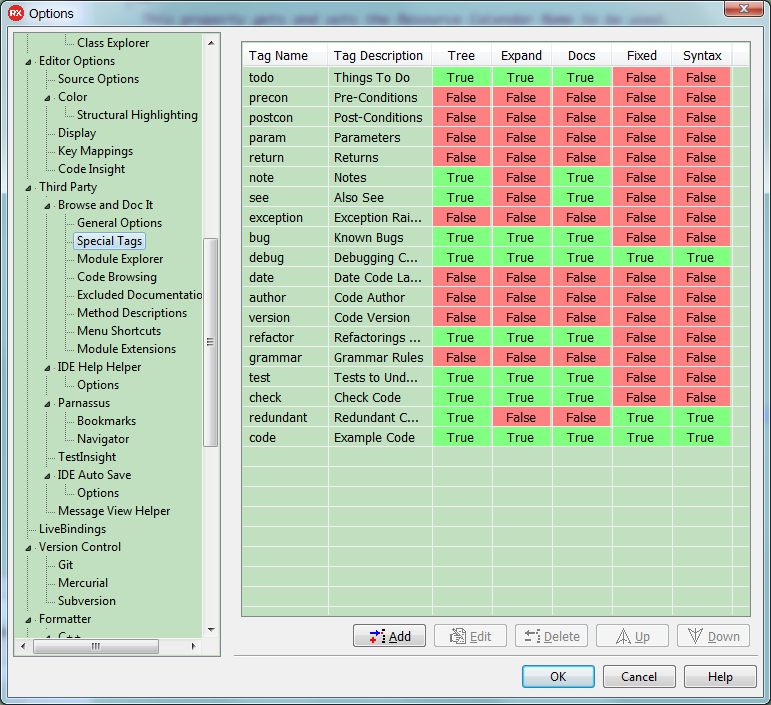 RX Options
This property gets and sets the Message Calender Name to be used.
Class Explorer
Editor Options
Source Options
Color
Structural Highlighting
Display
Key Mappings
Code Insight
Third Party
Browse and Doc It
General Options
Special Tags
Module Explorer
Code Browsing
Excluded Documentatio
Method Descriptions
Menu Shortcuts
Module Extensions
IDE Help Helper
Options
Parnassus
Bookmarks
Navigator
TestInsight
IDE Auto Save
Options
Message View Helper
LiveBindings
Version Control
Git
Mercurial
Subversion
Formatter
C++
Tag Name Tag Description Tree Expand Docs Fixed Syntax
todo Things To Do True True True False False
precon Pre-Conditions False False False False False
postcon Post-Conditions False False False False False
param Parameters False False False False False
return Returns False False False False False
note Notes True False True False False
see Also See True False True False False
exception Exception Rai... False False False False False
bug Known Bugs True True True False False
debug Debugging C... True True True True True
date Date Code La... False False False False False
author Code Author False False False False False
version Code Version False False False False False
refactor Refactorings ... True True True False False
grammar Grammar Rules False False False False False
test Tests to Und... True True True False False
check Check Code True True True False False
redundant Redundant C... True False False True True
code Example Code True True True True True
Add Edit Delete Up Down
OK Cancel Help